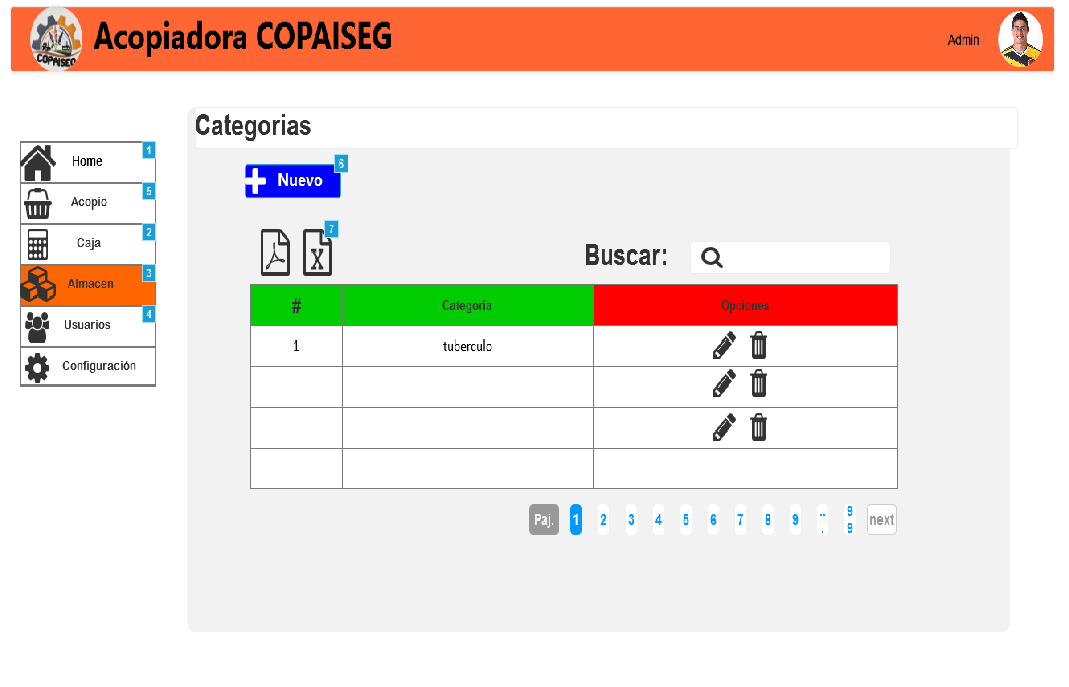 COPAISEG
Acopiadora COPAISEG
Admin
Categorias
Home
1
Acopio
5
Caja
2
Almacen
3
Usuarios
4
Configuración
Nuevo
6
7
Buscar:
# Categoria Opciones
1 tuberculo
Paj. 1 2 3 4 5 6 7 8 9 ... 99 next